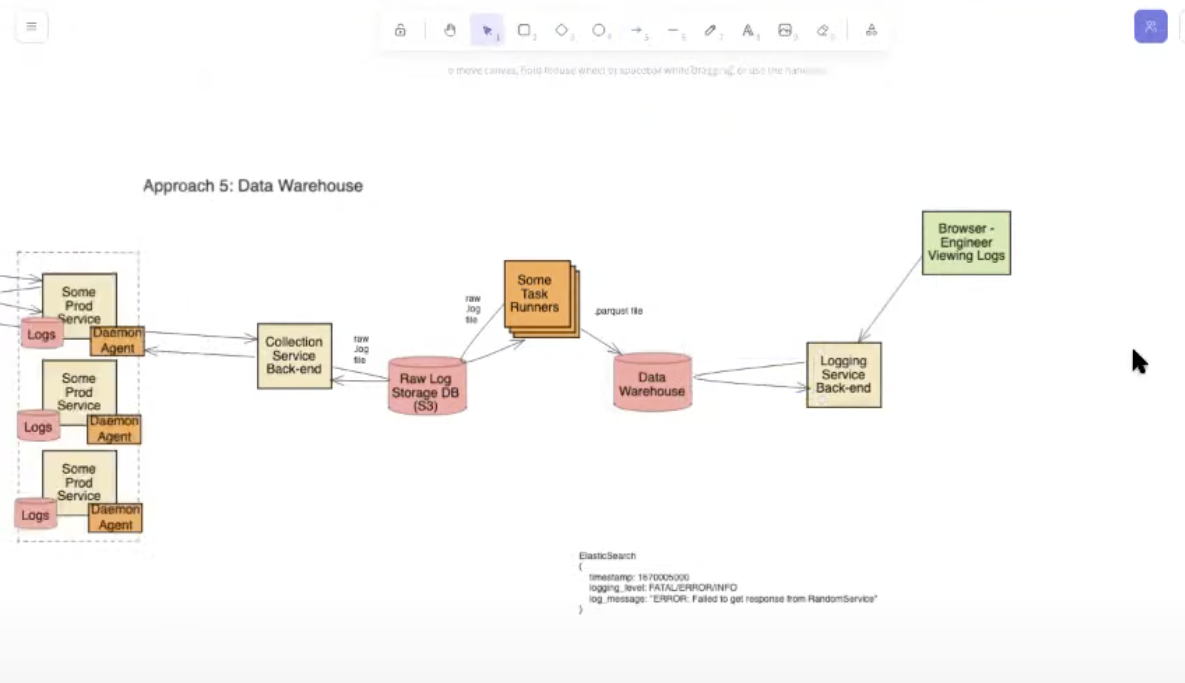 to move canvas, hold mouse wheel or spacebar while dragging, or use the hand
Approach 5: Data Warehouse
Browser -
Engineer
Viewing Logs
Some
Prod
Service
Logs
Daemon
Agent
Some
Prod
Service
Logs
Daemon
Agent
Some
Prod
Service
Logs
Daemon
Agent
Collection
Service
Back-end
raw
.log
file
Raw Log
Storage DB
(S3)
raw
.log
file
Some
Task
Runners
.parquet file
Data
Warehouse
Logging
Service
Back-end
ElasticSearch
{
timestamp: 1670005000
logging_level: FATAL/ERROR/INFO
log_message: "ERROR: Failed to get response from RandomService"
}